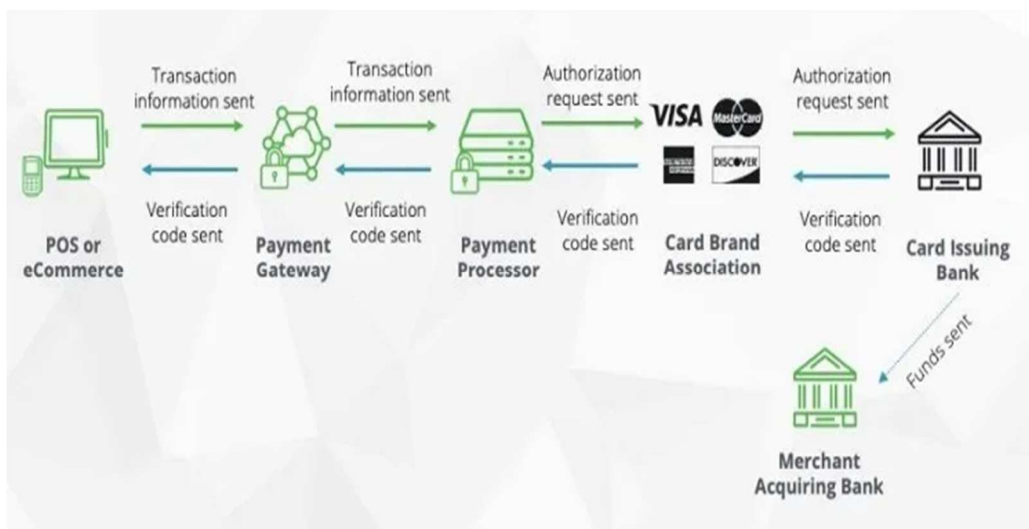 Transaction
information sent
Transaction
information sent
Authorization
request sent
Authorization
request sent
VISA
MasterCard
AMERICAN
EXPRESS
DISCOVER
Verification
code sent
Verification
code sent
Verification
code sent
Verification
code sent
POS or
eCommerce
Payment
Gateway
Payment
Processor
Card Brand
Association
Card Issuing
Bank
Funds sent
Merchant
Acquiring Bank